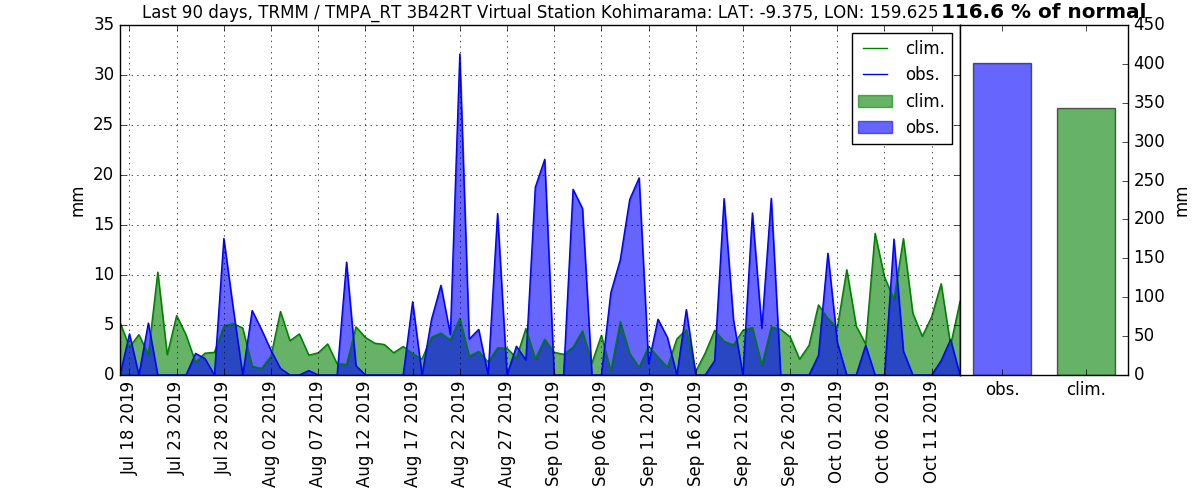 Last 90 days, TRMM / TMPA_RT 3B42RT Virtual Station Kohimarama: LAT: -9.375, LON: 159.625
116.6 % of normal
35
30
25
20
15
10
5
0
mm
clim.
obs.
clim.
obs.
Jul 18 2019
Jul 23 2019
Jul 28 2019
Aug 02 2019
Aug 07 2019
Aug 12 2019
Aug 17 2019
Aug 22 2019
Aug 27 2019
Sep 01 2019
Sep 06 2019
Sep 11 2019
Sep 16 2019
Sep 21 2019
Sep 26 2019
Oct 01 2019
Oct 06 2019
Oct 11 2019
450
400
350
300
250
200
150
100
50
0
mm
obs.
clim.